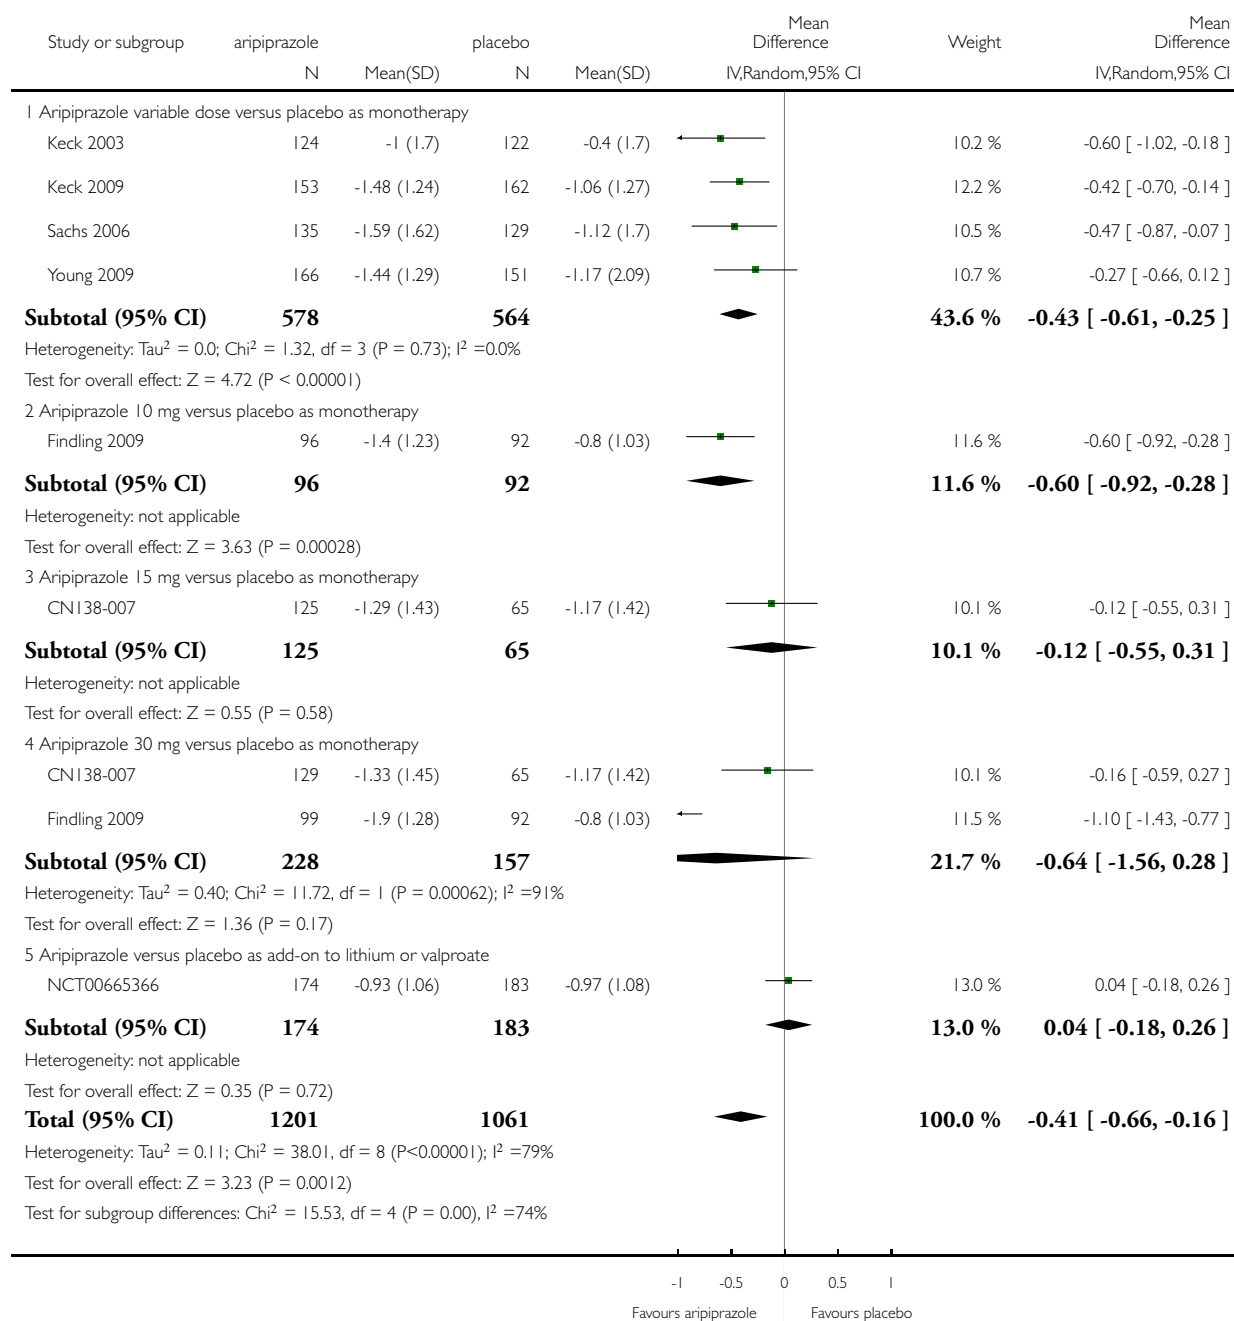 Mean Mean
Study or subgroup aripiprazole placebo Difference Weight Difference
N Mean(SD) N Mean(SD) IV,Random,95% CI IV,Random,95% CI
1 Aripiprazole variable dose versus placebo as monotherapy
Keck 2003 124 -1 (1.7) 122 -0.4 (1.7) 10.2 % -0.60 [ -1.02, -0.18 ]
Keck 2009 153 -1.48 (1.24) 162 -1.06 (1.27) 12.2 % -0.42 [ -0.70, -0.14 ]
Sachs 2006 135 -1.59 (1.62) 129 -1.12 (1.7) 10.5 % -0.47 [ -0.87, -0.07 ]
Young 2009 166 -1.44 (1.29) 151 -1.17 (2.09) 10.7 % -0.27 [ -0.66, 0.12 ]
Subtotal (95% CI) 578 564 43.6 % -0.43 [ -0.61, -0.25 ]
Heterogeneity: Tau² = 0.0; Chi² = 1.32, df = 3 (P = 0.73); I² =0.0%
Test for overall effect: Z = 4.72 (P < 0.00001)
2 Aripiprazole 10 mg versus placebo as monotherapy
Findling 2009 96 -1.4 (1.23) 92 -0.8 (1.03) 11.6 % -0.60 [ -0.92, -0.28 ]
Subtotal (95% CI) 96 92 11.6 % -0.60 [ -0.92, -0.28 ]
Heterogeneity: not applicable
Test for overall effect: Z = 3.63 (P = 0.00028)
3 Aripiprazole 15 mg versus placebo as monotherapy
CN138-007 125 -1.29 (1.43) 65 -1.17 (1.42) 10.1 % -0.12 [ -0.55, 0.31 ]
Subtotal (95% CI) 125 65 10.1 % -0.12 [ -0.55, 0.31 ]
Heterogeneity: not applicable
Test for overall effect: Z = 0.55 (P = 0.58)
4 Aripiprazole 30 mg versus placebo as monotherapy
CN138-007 129 -1.33 (1.45) 65 -1.17 (1.42) 10.1 % -0.16 [ -0.59, 0.27 ]
Findling 2009 99 -1.9 (1.28) 92 -0.8 (1.03) 11.5 % -1.10 [ -1.43, -0.77 ]
Subtotal (95% CI) 228 157 21.7 % -0.64 [ -1.56, 0.28 ]
Heterogeneity: Tau² = 0.40; Chi² = 11.72, df = 1 (P = 0.00062); I² =91%
Test for overall effect: Z = 1.36 (P = 0.17)
5 Aripiprazole versus placebo as add-on to lithium or valproate
NCT00665366 174 -0.93 (1.06) 183 -0.97 (1.08) 13.0 % 0.04 [ -0.18, 0.26 ]
Subtotal (95% CI) 174 183 13.0 % 0.04 [ -0.18, 0.26 ]
Heterogeneity: not applicable
Test for overall effect: Z = 0.35 (P = 0.72)
Total (95% CI) 1201 1061 100.0 % -0.41 [ -0.66, -0.16 ]
Heterogeneity: Tau² = 0.11; Chi² = 38.01, df = 8 (P<0.00001); I² =79%
Test for overall effect: Z = 3.23 (P = 0.0012)
Test for subgroup differences: Chi² = 15.53, df = 4 (P = 0.00), I² =74%
-1 -0.5 0 0.5 1
Favours aripiprazole Favours placebo